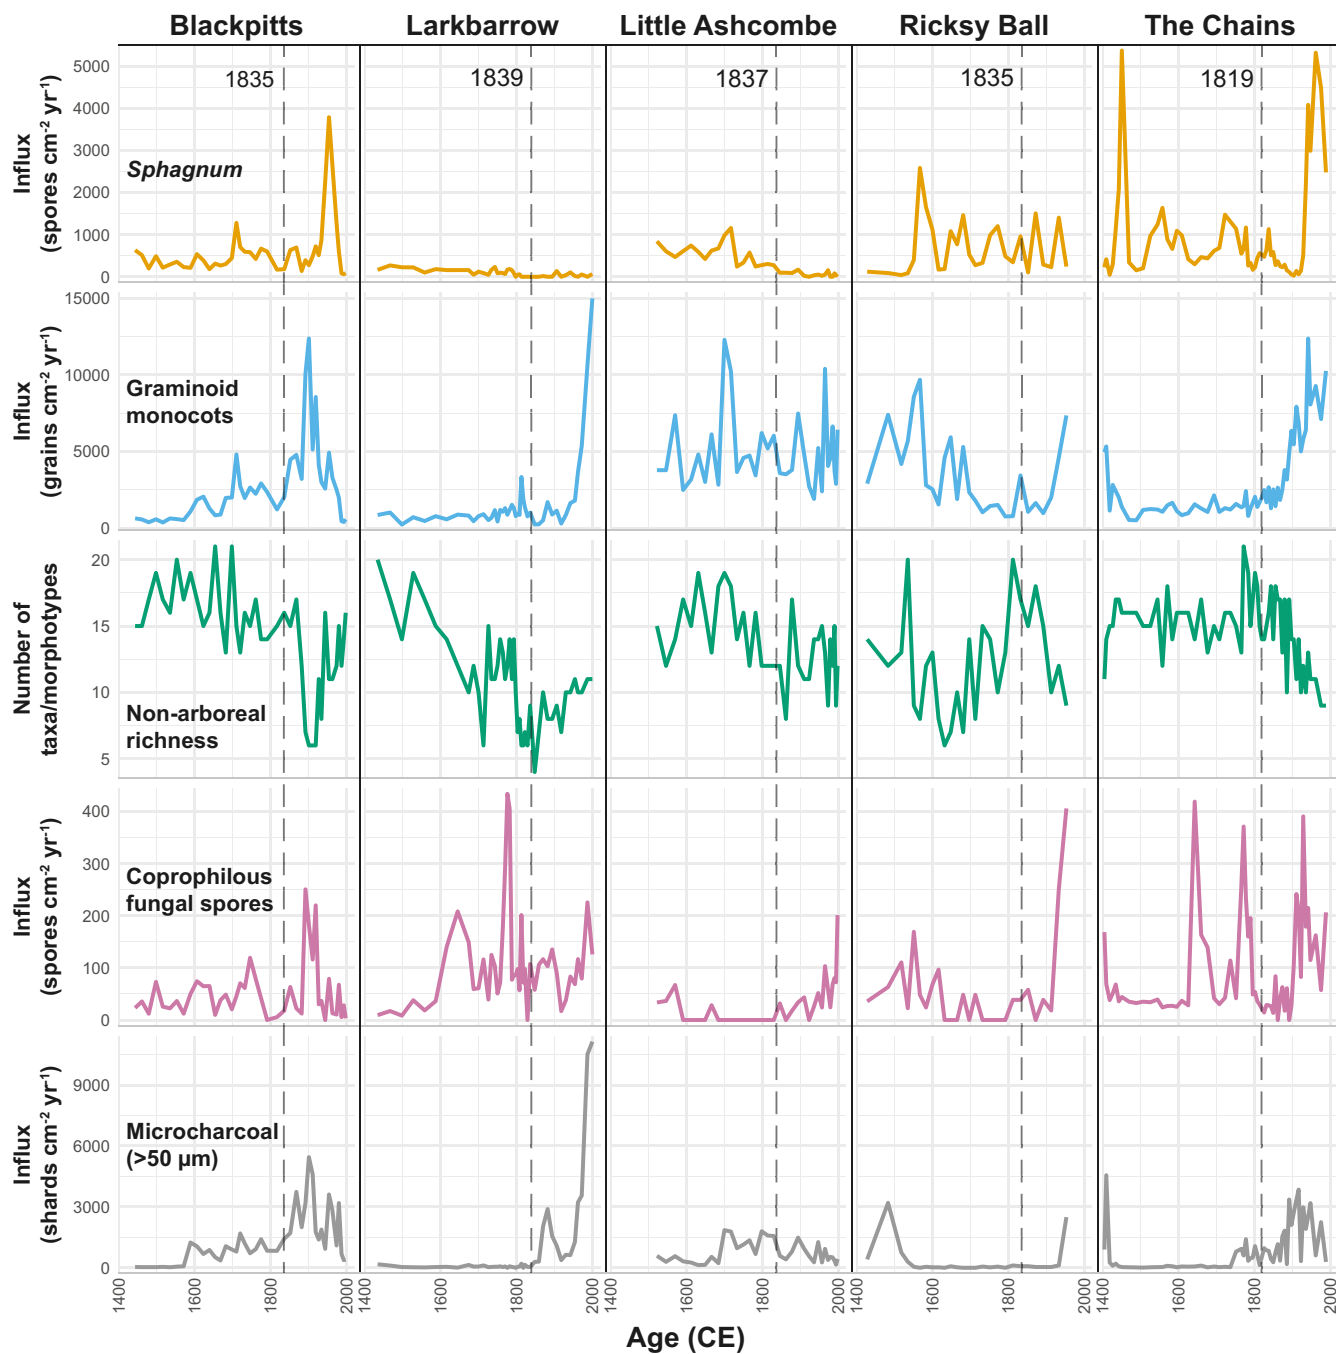 Blackpitts Larkbarrow Little Ashcombe Ricksy Ball The Chains
1835 1839 1837 1835 1819
Influx
(spores cm⁻² yr⁻¹)
5000
4000
3000
2000
1000
0
Sphagnum
Influx
(grains cm⁻² yr⁻¹)
15000
10000
5000
0
Graminoid
monocots
Number of
taxa/morphotypes
20
15
10
5
Non-arboreal
richness
Influx
(spores cm⁻² yr⁻¹)
400
300
200
100
0
Coprophilous
fungal spores
Influx
(shards cm⁻² yr⁻¹)
9000
6000
3000
0
Microcharcoal
(>50 µm)
1400 1600 1800 2000 1400 1600 1800 2000 1400 1600 1800 2000 1400 1600 1800 2000 1400 1600 1800 2000
Age (CE)